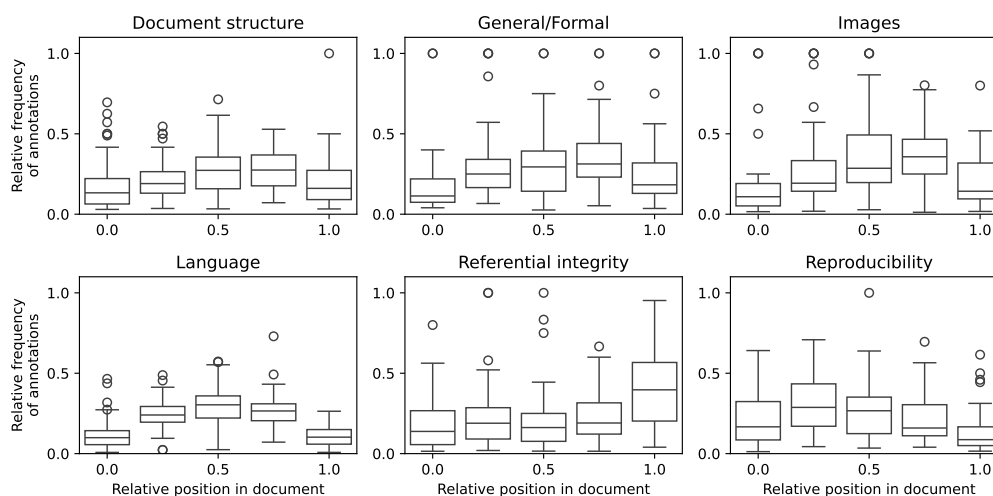 Document structure
General/Formal
Images
Relative frequency
of annotations
1.0
0.5
0.0
0.0 0.5 1.0
1.0
0.5
0.0
0.0 0.5 1.0
1.0
0.5
0.0
0.0 0.5 1.0
Language
Referential integrity
Reproducibility
Relative frequency
of annotations
1.0
0.5
0.0
0.0 0.5 1.0
Relative position in document
1.0
0.5
0.0
0.0 0.5 1.0
Relative position in document
1.0
0.5
0.0
0.0 0.5 1.0
Relative position in document